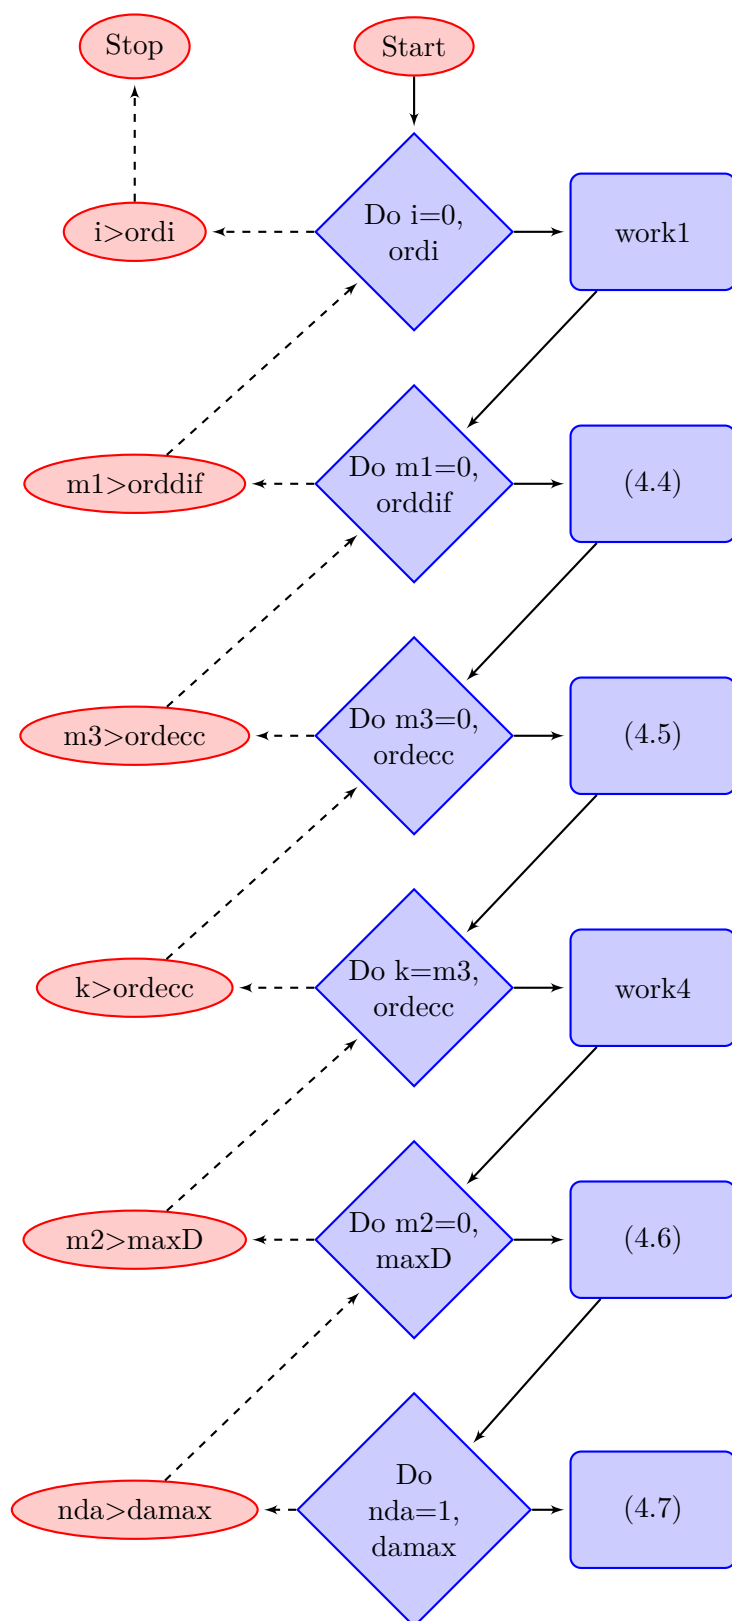 Stop
Start
i>ordi
Do i=0,
ordi
work1
m1>orddif
Do m1=0,
orddif
(4.4)
m3>ordecc
Do m3=0,
ordecc
(4.5)
k>ordecc
Do k=m3,
ordecc
work4
m2>maxD
Do m2=0,
maxD
(4.6)
nda>damax
Do
nda=1,
damax
(4.7)